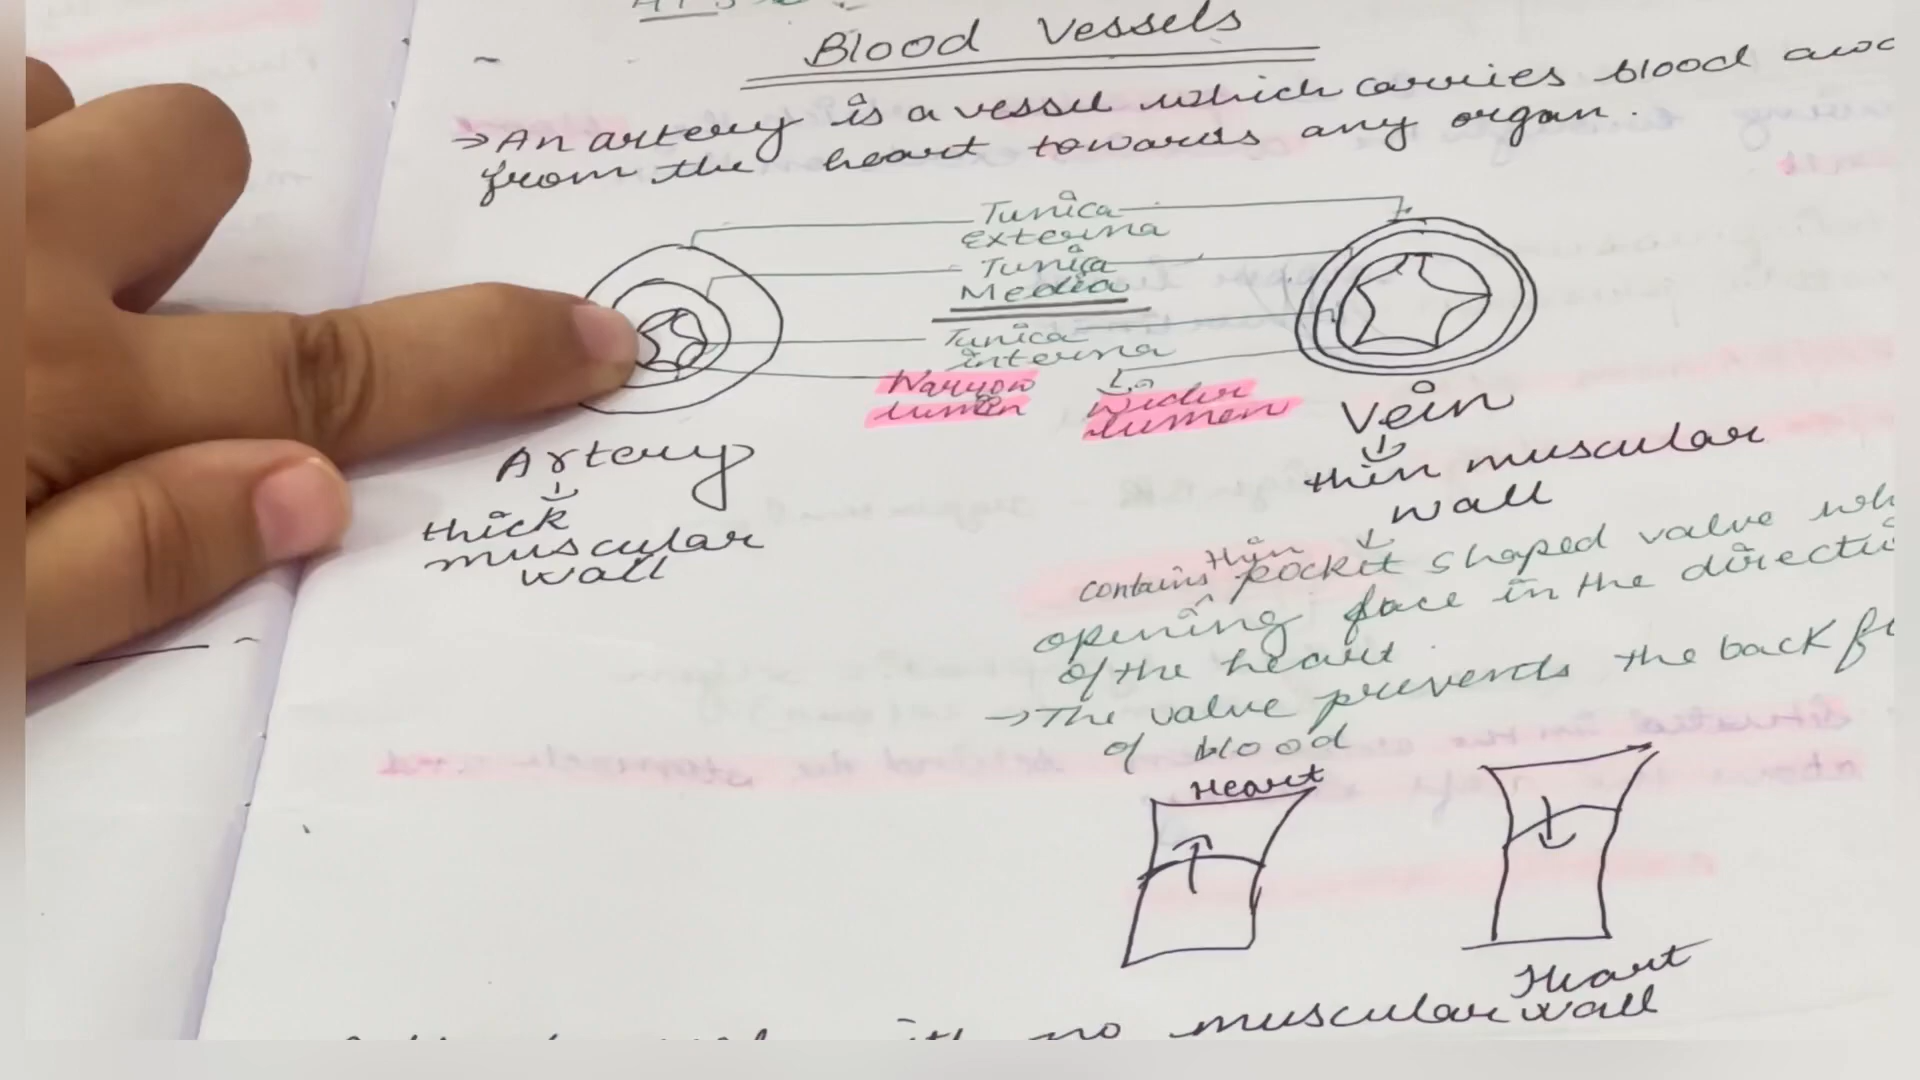 Blood Vessels
→ An artery is a vessel which carries blood
from the heart towards any organ.
Tunica
Externa
Tunica
Media
Tunica
interna
Narrow
lumen
Wider
lumen
Artery
thick
muscular
wall
Vein
thin muscular
wall
contains thin pocket shaped valve
opening face in the
of the heart
→ The valve prevents the back
of blood
Heart
Heart
no muscular wall